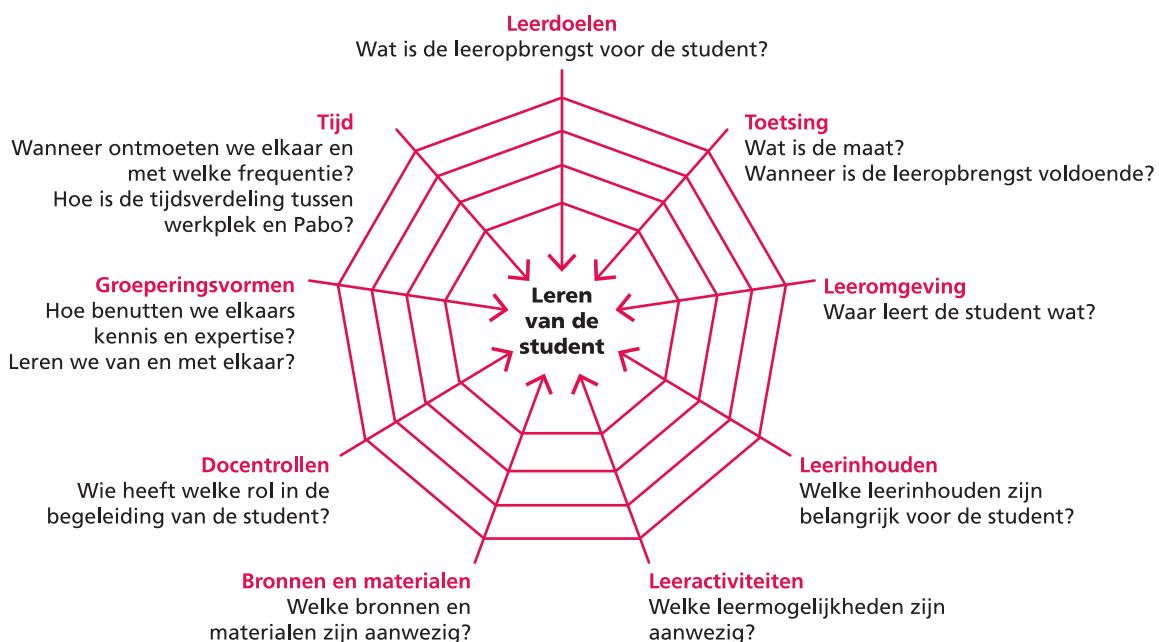 Leerdoelen
Wat is de leeropbrengst voor de student?
Toetsing
Wat is de maat?
Wanneer is de leeropbrengst voldoende?
Leeromgeving
Waar leert de student wat?
Leerinhouden
Welke leerinhouden zijn
belangrijk voor de student?
Leeractiviteiten
Welke leermogelijkheden zijn
aanwezig?
Bronnen en materialen
Welke bronnen en
materialen zijn aanwezig?
Docentrollen
Wie heeft welke rol in de
begeleiding van de student?
Groeperingsvormen
Hoe benutten we elkaars
kennis en expertise?
Leren we van en met elkaar?
Tijd
Wanneer ontmoeten we elkaar en
met welke frequentie?
Hoe is de tijdsverdeling tussen
werkplek en Pabo?
Leren
van de
student